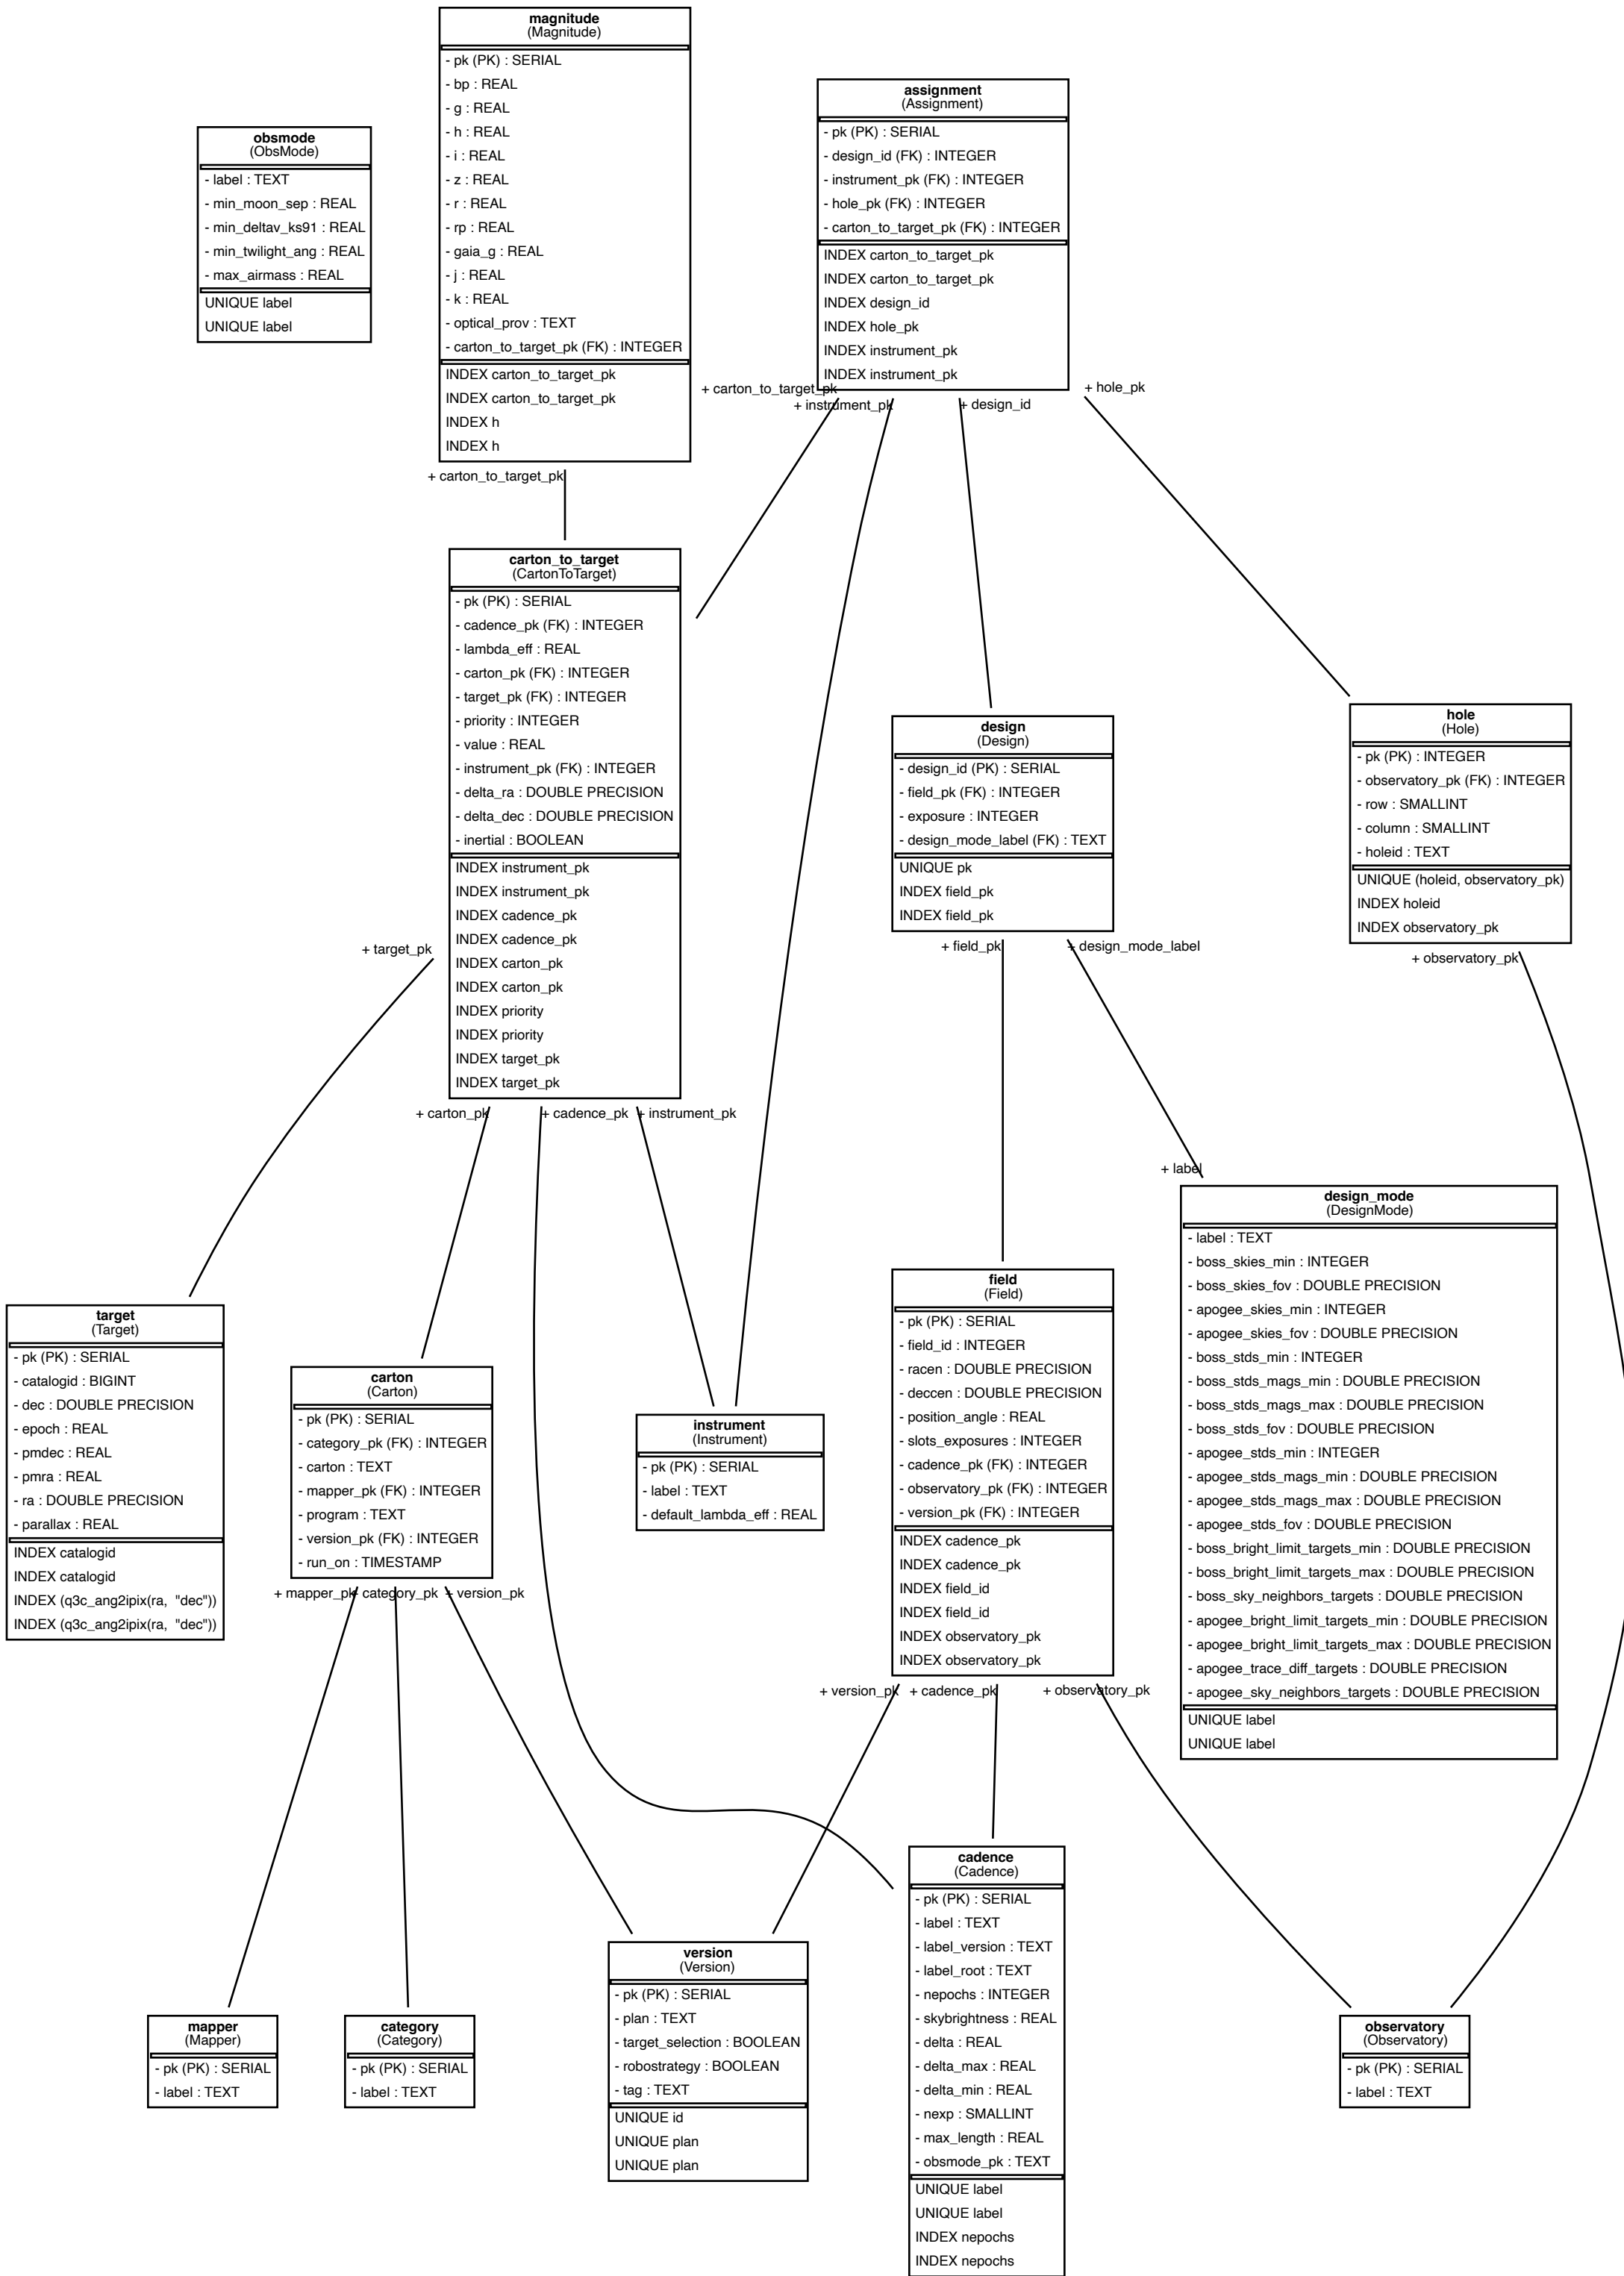 magnitude
(Magnitude)
- pk (PK) : SERIAL
- bp : REAL
- g : REAL
- h : REAL
- i : REAL
- z : REAL
- r : REAL
- rp : REAL
- gaia_g : REAL
- j : REAL
- k : REAL
- optical_prov : TEXT
- carton_to_target_pk (FK) : INTEGER
INDEX carton_to_target_pk
INDEX carton_to_target_pk
INDEX h
INDEX h
assignment
(Assignment)
- pk (PK) : SERIAL
- design_id (FK) : INTEGER
- instrument_pk (FK) : INTEGER
- hole_pk (FK) : INTEGER
- carton_to_target_pk (FK) : INTEGER
INDEX carton_to_target_pk
INDEX carton_to_target_pk
INDEX design_id
INDEX hole_pk
INDEX instrument_pk
INDEX instrument_pk
obsmode
(ObsMode)
- label : TEXT
- min_moon_sep : REAL
- min_deltav_ks91 : REAL
- min_twilight_ang : REAL
- max_airmass : REAL
UNIQUE label
UNIQUE label
+ carton_to_target_pk
+ instrument_pk
+ design_id
+ hole_pk
+ carton_to_target_pk
carton_to_target
(CartonToTarget)
- pk (PK) : SERIAL
- cadence_pk (FK) : INTEGER
- lambda_eff : REAL
- carton_pk (FK) : INTEGER
- target_pk (FK) : INTEGER
- priority : INTEGER
- value : REAL
- instrument_pk (FK) : INTEGER
- delta_ra : DOUBLE PRECISION
- delta_dec : DOUBLE PRECISION
- inertial : BOOLEAN
INDEX instrument_pk
INDEX instrument_pk
INDEX cadence_pk
INDEX cadence_pk
INDEX carton_pk
INDEX carton_pk
INDEX priority
INDEX priority
INDEX target_pk
INDEX target_pk
design
(Design)
- design_id (PK) : SERIAL
- field_pk (FK) : INTEGER
- exposure : INTEGER
- design_mode_label (FK) : TEXT
UNIQUE pk
INDEX field_pk
INDEX field_pk
hole
(Hole)
- pk (PK) : INTEGER
- observatory_pk (FK) : INTEGER
- row : SMALLINT
- column : SMALLINT
- holeid : TEXT
UNIQUE (holeid, observatory_pk)
INDEX holeid
INDEX observatory_pk
+ target_pk
+ field_pk
+ design_mode_label
+ observatory_pk
+ carton_pk
+ cadence_pk
+ instrument_pk
+ label
design_mode
(DesignMode)
- label : TEXT
- boss_skies_min : INTEGER
- boss_skies_fov : DOUBLE PRECISION
- apogee_skies_min : INTEGER
- apogee_skies_fov : DOUBLE PRECISION
- boss_stds_min : INTEGER
- boss_stds_mags_min : DOUBLE PRECISION
- boss_stds_mags_max : DOUBLE PRECISION
- boss_stds_fov : DOUBLE PRECISION
- apogee_stds_min : INTEGER
- apogee_stds_mags_min : DOUBLE PRECISION
- apogee_stds_mags_max : DOUBLE PRECISION
- apogee_stds_fov : DOUBLE PRECISION
- boss_bright_limit_targets_min : DOUBLE PRECISION
- boss_bright_limit_targets_max : DOUBLE PRECISION
- boss_sky_neighbors_targets : DOUBLE PRECISION
- apogee_bright_limit_targets_min : DOUBLE PRECISION
- apogee_bright_limit_targets_max : DOUBLE PRECISION
- apogee_trace_diff_targets : DOUBLE PRECISION
- apogee_sky_neighbors_targets : DOUBLE PRECISION
UNIQUE label
UNIQUE label
field
(Field)
- pk (PK) : SERIAL
- field_id : INTEGER
- racen : DOUBLE PRECISION
- deccen : DOUBLE PRECISION
- position_angle : REAL
- slots_exposures : INTEGER
- cadence_pk (FK) : INTEGER
- observatory_pk (FK) : INTEGER
- version_pk (FK) : INTEGER
INDEX cadence_pk
INDEX cadence_pk
INDEX field_id
INDEX field_id
INDEX observatory_pk
INDEX observatory_pk
target
(Target)
- pk (PK) : SERIAL
- catalogid : BIGINT
- dec : DOUBLE PRECISION
- epoch : REAL
- pmdec : REAL
- pmra : REAL
- ra : DOUBLE PRECISION
- parallax : REAL
INDEX catalogid
INDEX catalogid
INDEX (q3c_ang2ipix(ra, "dec"))
INDEX (q3c_ang2ipix(ra, "dec"))
carton
(Carton)
- pk (PK) : SERIAL
- category_pk (FK) : INTEGER
- carton : TEXT
- mapper_pk (FK) : INTEGER
- program : TEXT
- version_pk (FK) : INTEGER
- run_on : TIMESTAMP
instrument
(Instrument)
- pk (PK) : SERIAL
- label : TEXT
- default_lambda_eff : REAL
+ mapper_pk
+ category_pk
+ version_pk
+ version_pk
+ cadence_pk
+ observatory_pk
cadence
(Cadence)
- pk (PK) : SERIAL
- label : TEXT
- label_version : TEXT
- label_root : TEXT
- nepochs : INTEGER
- skybrightness : REAL
- delta : REAL
- delta_max : REAL
- delta_min : REAL
- nexp : SMALLINT
- max_length : REAL
- obsmode_pk : TEXT
UNIQUE label
UNIQUE label
INDEX nepochs
INDEX nepochs
version
(Version)
- pk (PK) : SERIAL
- plan : TEXT
- target_selection : BOOLEAN
- robostrategy : BOOLEAN
- tag : TEXT
UNIQUE id
UNIQUE plan
UNIQUE plan
mapper
(Mapper)
- pk (PK) : SERIAL
- label : TEXT
category
(Category)
- pk (PK) : SERIAL
- label : TEXT
observatory
(Observatory)
- pk (PK) : SERIAL
- label : TEXT